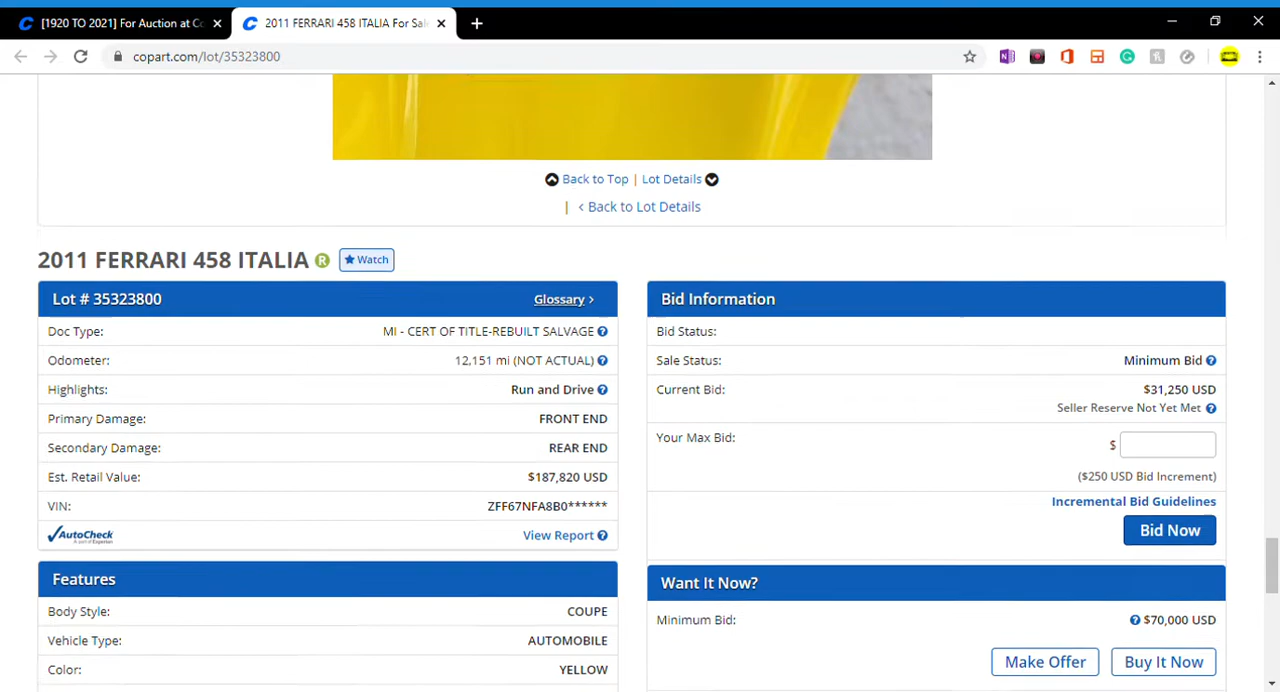 [1920 TO 2021] For Auction at Co
2011 FERRARI 458 ITALIA For Sale
copart.com/lot/35323800
Back to Top | Lot Details
| < Back to Lot Details
2011 FERRARI 458 ITALIA R Watch
Lot # 35323800 Glossary >
Doc Type: MI - CERT OF TITLE-REBUILT SALVAGE ?
Odometer: 12,151 mi (NOT ACTUAL) ?
Highlights: Run and Drive ?
Primary Damage: FRONT END
Secondary Damage: REAR END
Est. Retail Value: $187,820 USD
VIN: ZFF67NFA8B0******
AutoCheck View Report ?
A part of Experian
Features
Body Style: COUPE
Vehicle Type: AUTOMOBILE
Color: YELLOW
Bid Information
Bid Status:
Sale Status: Minimum Bid ?
Current Bid: $31,250 USD
Seller Reserve Not Yet Met ?
Your Max Bid: $
($250 USD Bid Increment)
Incremental Bid Guidelines
Bid Now
Want It Now?
Minimum Bid: ? $70,000 USD
Make Offer Buy It Now